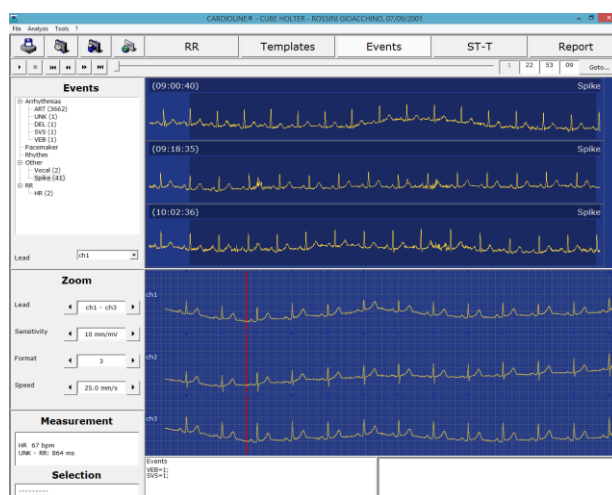 CARDIOLINE® - CUBE HOLTER - ROSSINI GIOACCHINO, 07/09/2001
File Analysis Tools ?
RR Templates Events ST-T Report
1 22 53 09 Goto...
Events
Arrhythmias
ART (3662)
UNK (1)
DEL (1)
SVS (1)
VEB (1)
Pacemaker
Rhythm
Other
Vocal (2)
Spike (41)
RR
HR (2)
Lead ch1
(09:00:40) Spike
(09:18:35) Spike
(10:02:36) Spike
Zoom
Lead ch1 - ch3
Sensitivity 10 mm/mV
Format 3
Speed 25.0 mm/s
ch1
ch2
ch3
Measurement
HR 67 bpm
UNK - RR: 864 ms
Selection
---------
Events
VEB=1;
SVS=1;